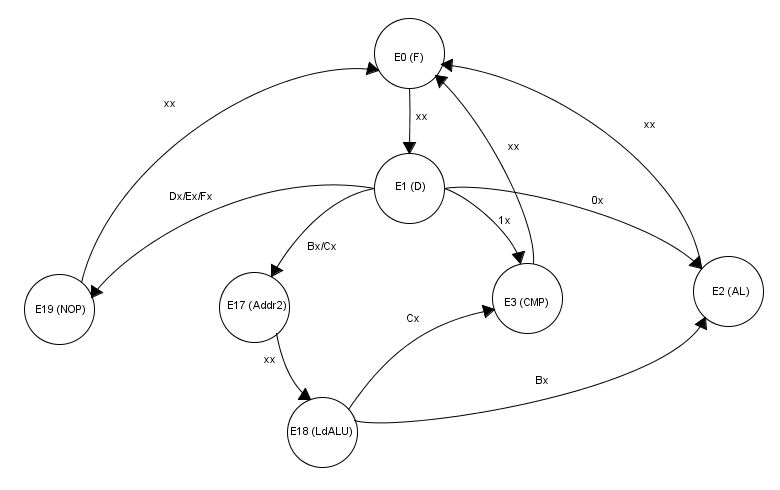 E0 (F)
xx
xx
xx
xx
E1 (D)
Dx/Ex/Fx
0x
1x
Bx/Cx
E2 (AL)
E3 (CMP)
E17 (Addr2)
E19 (NOP)
Cx
xx
Bx
E18 (LdALU)